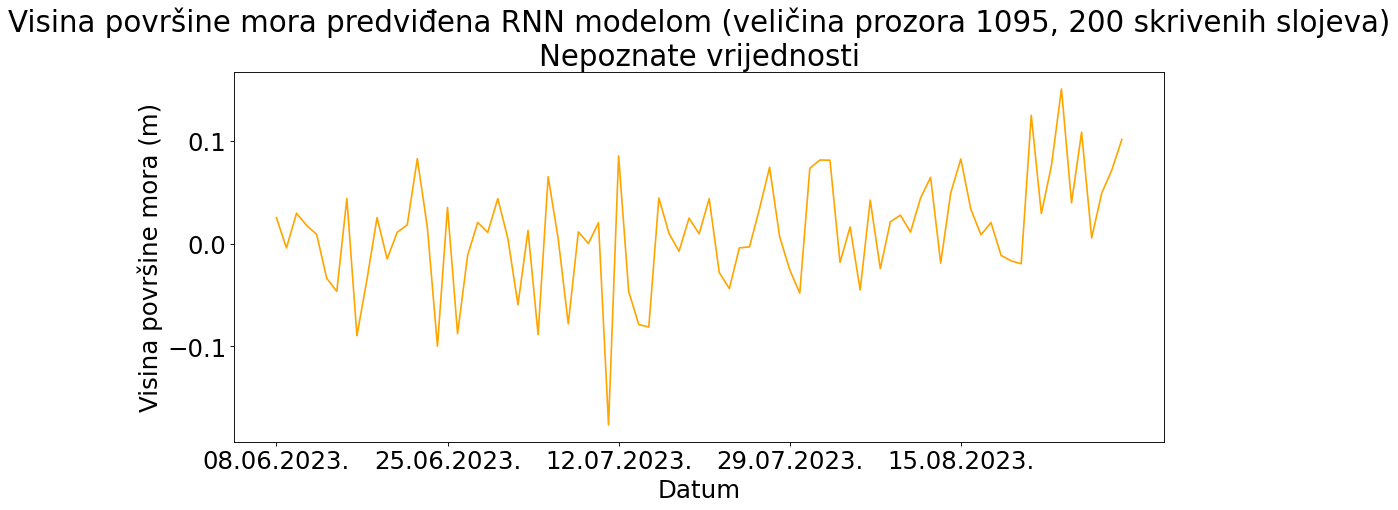 Visina površine mora predviđena RNN modelom (veličina prozora 1095, 200 skrivenih slojeva)
Nepoznate vrijednosti
Visina površine mora (m)
0.1
0.0
−0.1
08.06.2023. 25.06.2023. 12.07.2023. 29.07.2023. 15.08.2023.
Datum